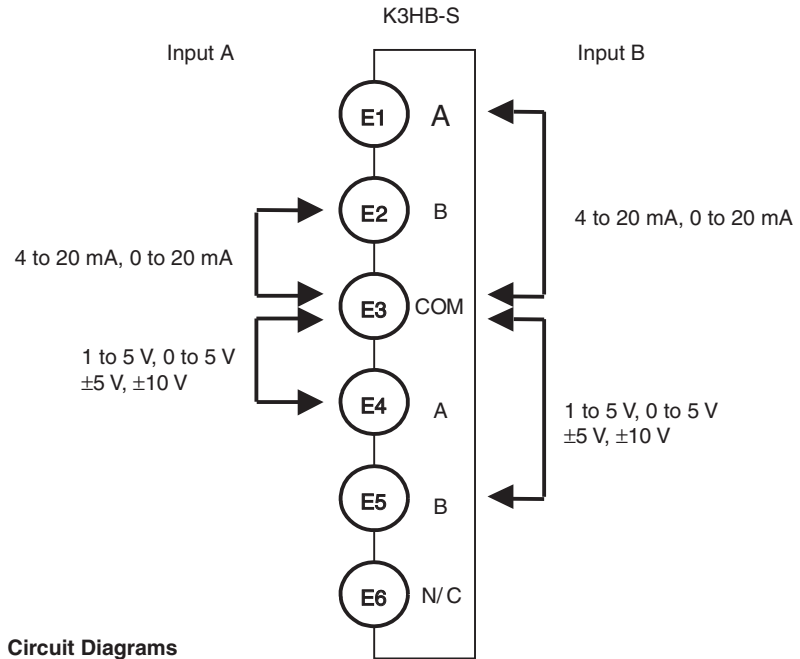 K3HB-S
Input A
Input B
E1 A
E2 B
4 to 20 mA, 0 to 20 mA
4 to 20 mA, 0 to 20 mA
E3 COM
1 to 5 V, 0 to 5 V
±5 V, ±10 V
E4 A
1 to 5 V, 0 to 5 V
±5 V, ±10 V
E5 B
E6 N/C
Circuit Diagrams